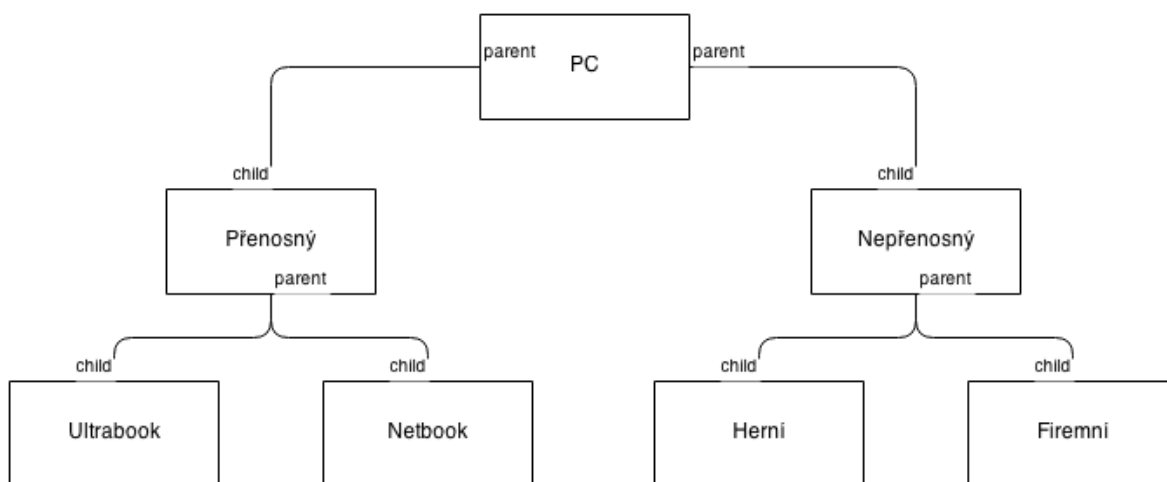 parent
PC
parent
child
child
Přenosný
Nepřenosný
parent
parent
child
child
child
child
Ultrabook
Netbook
Herní
Firemní